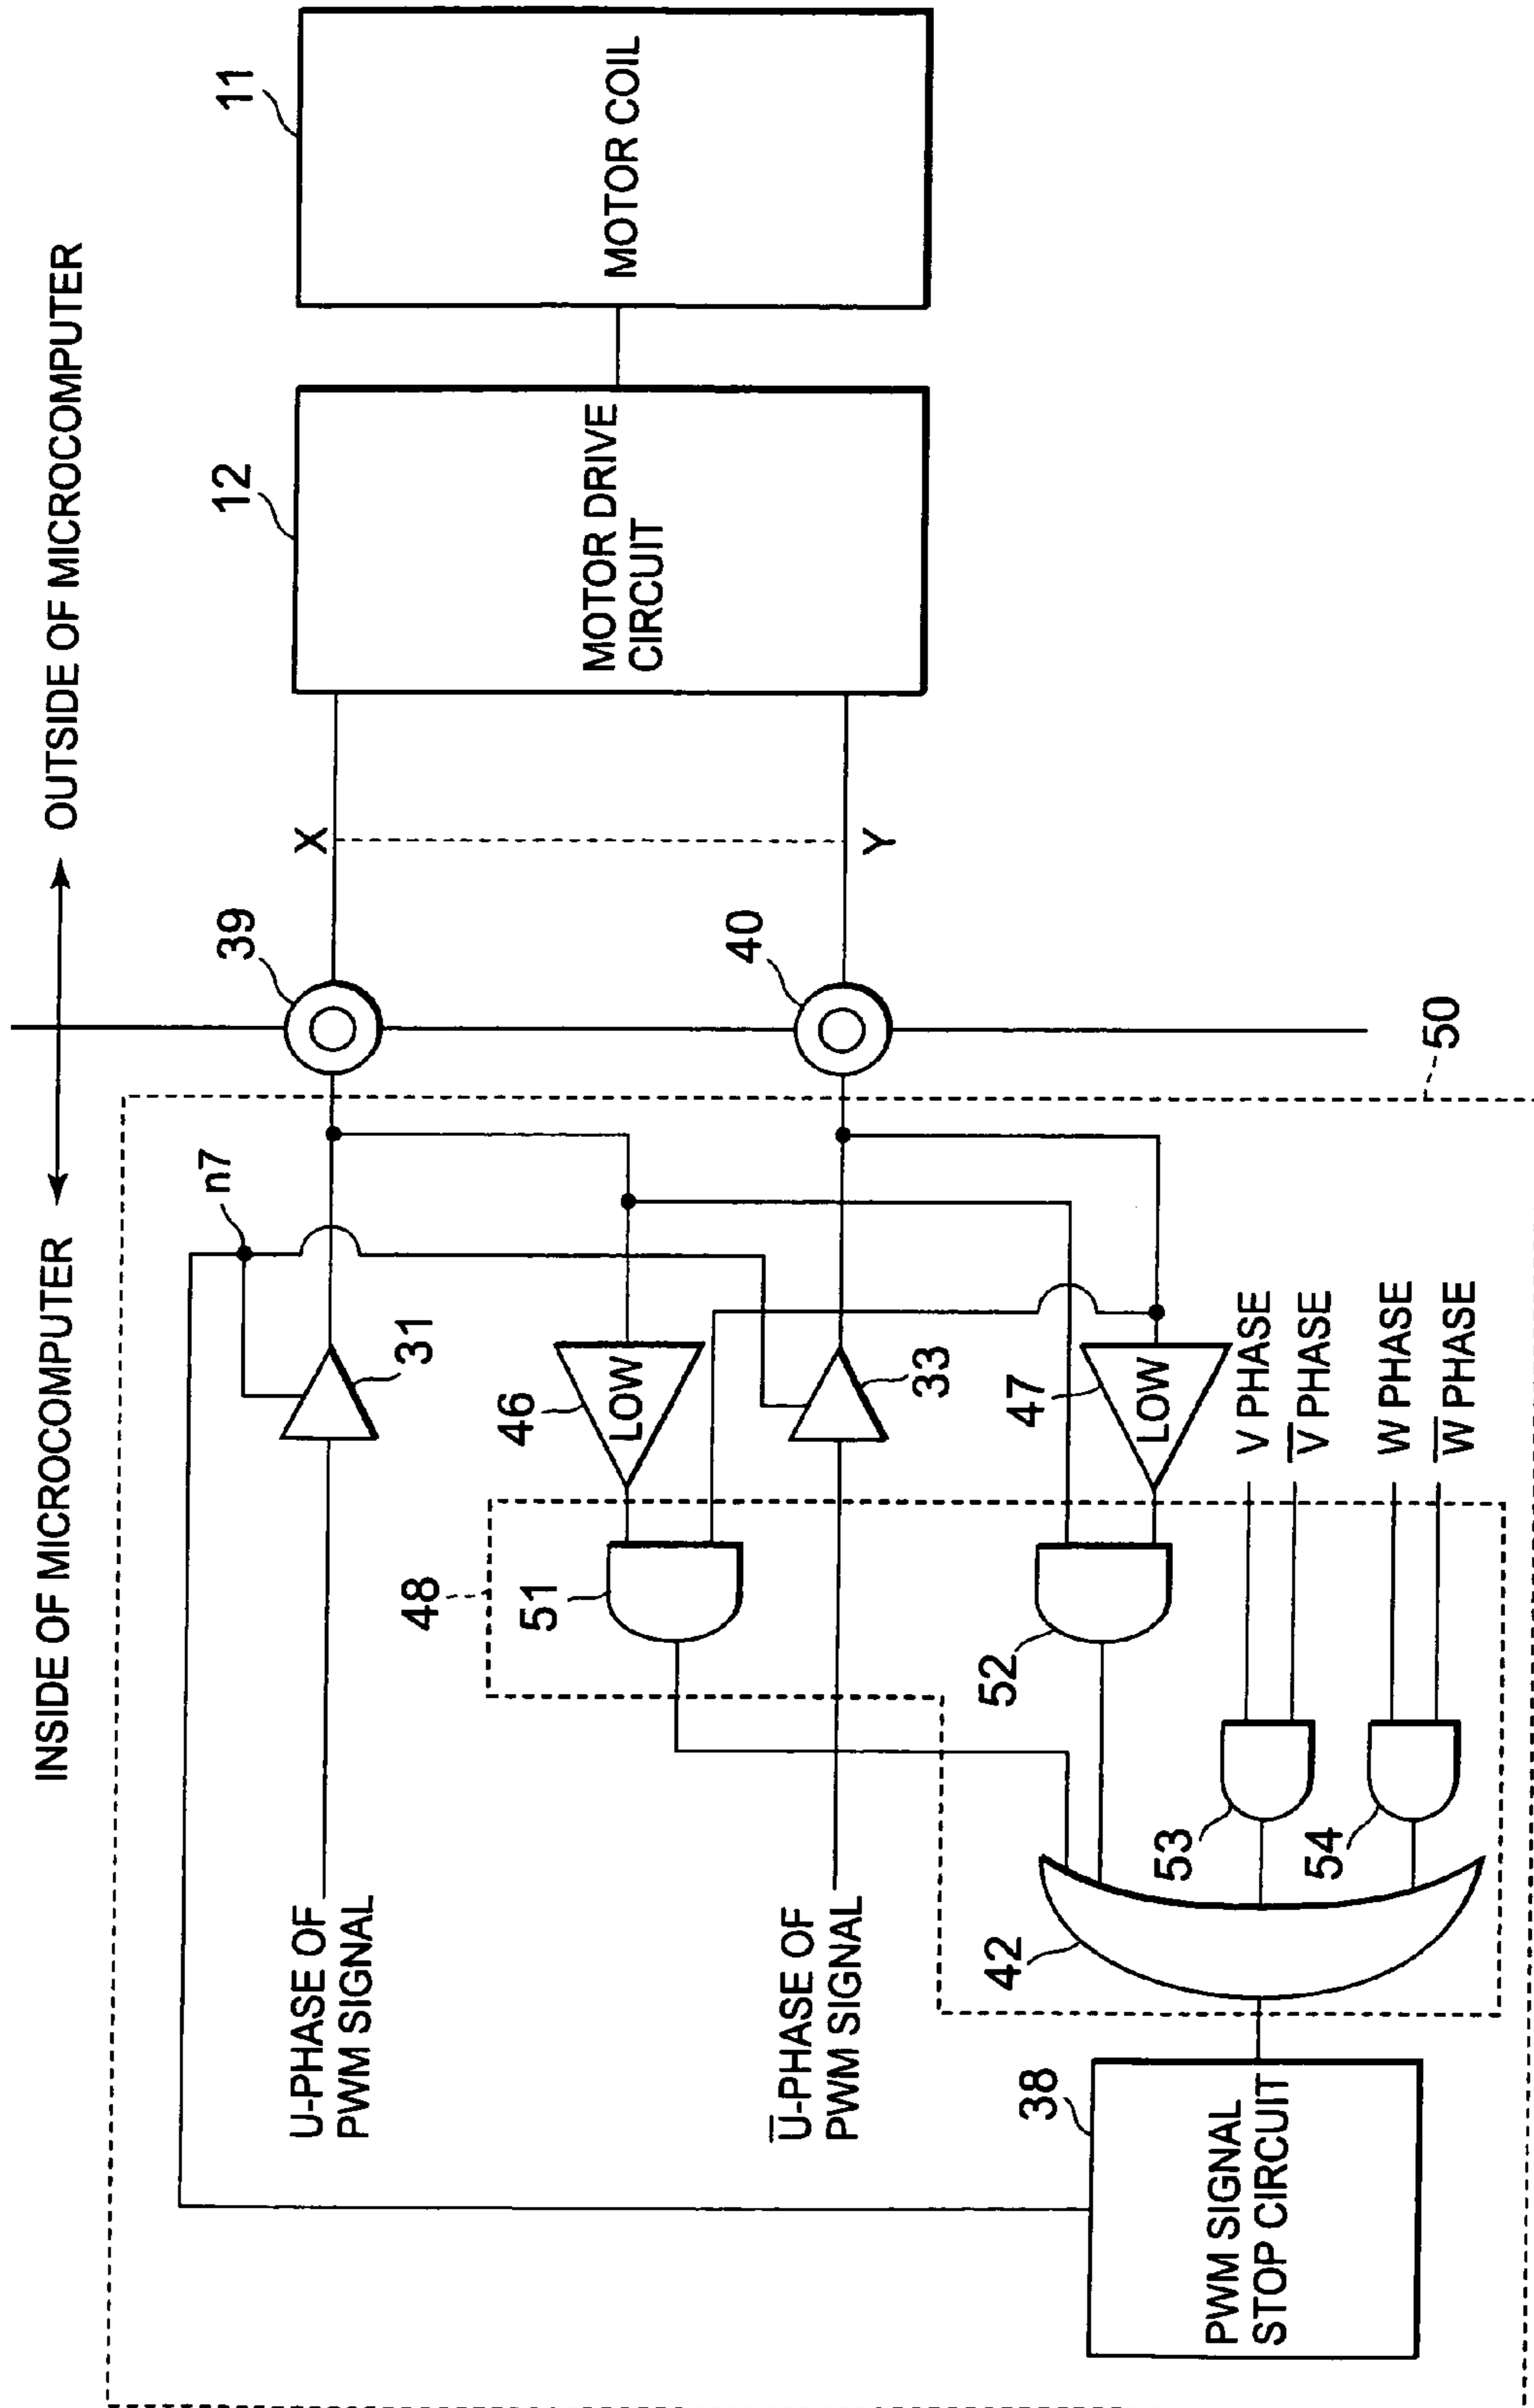 INSIDE OF MICROCOMPUTER
OUTSIDE OF MICROCOMPUTER
n7
39
12
11
U-PHASE OF
PWM SIGNAL
31
X
MOTOR DRIVE
CIRCUIT
MOTOR COIL
48
46
LOW
51
40
U̅-PHASE OF
PWM SIGNAL
33
Y
38
42
52
47
LOW
53
V PHASE
V̅ PHASE
54
W PHASE
W̅ PHASE
PWM SIGNAL
STOP CIRCUIT
50